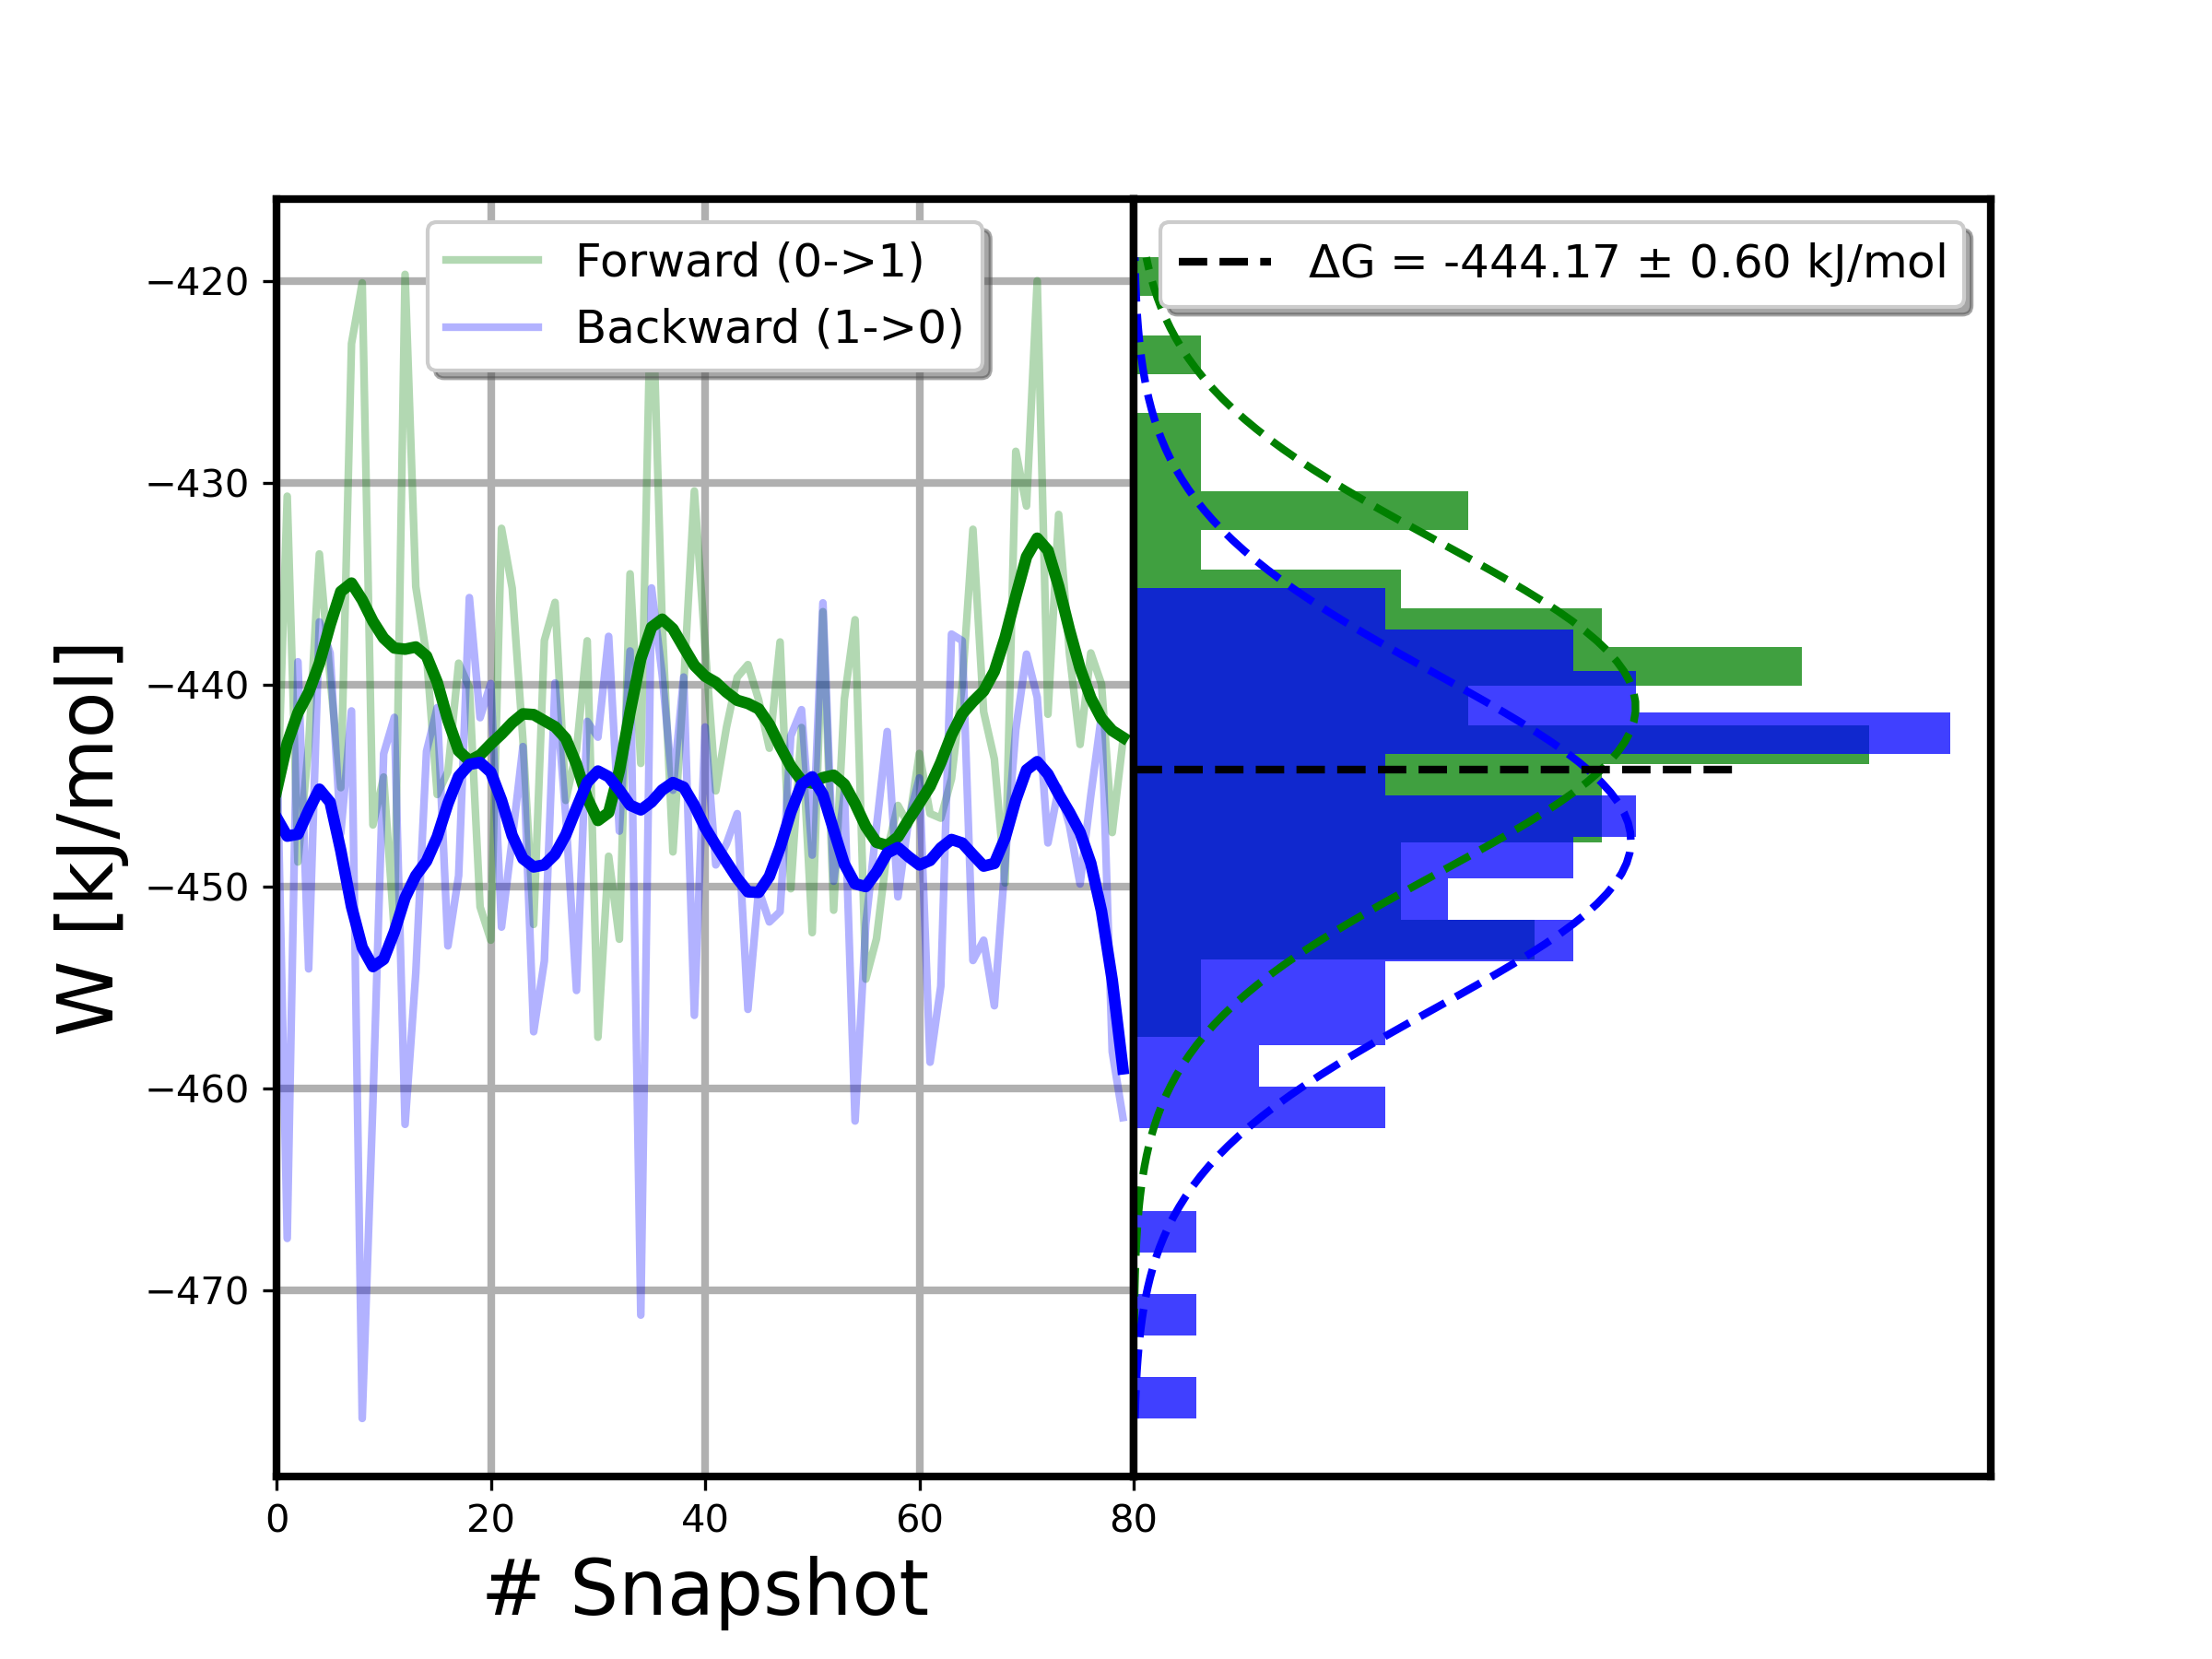 Forward (0->1)
Backward (1->0)
ΔG = -444.17 ± 0.60 kJ/mol
−420
−430
−440
−450
−460
−470
W [kJ/mol]
0 20 40 60 80
# Snapshot